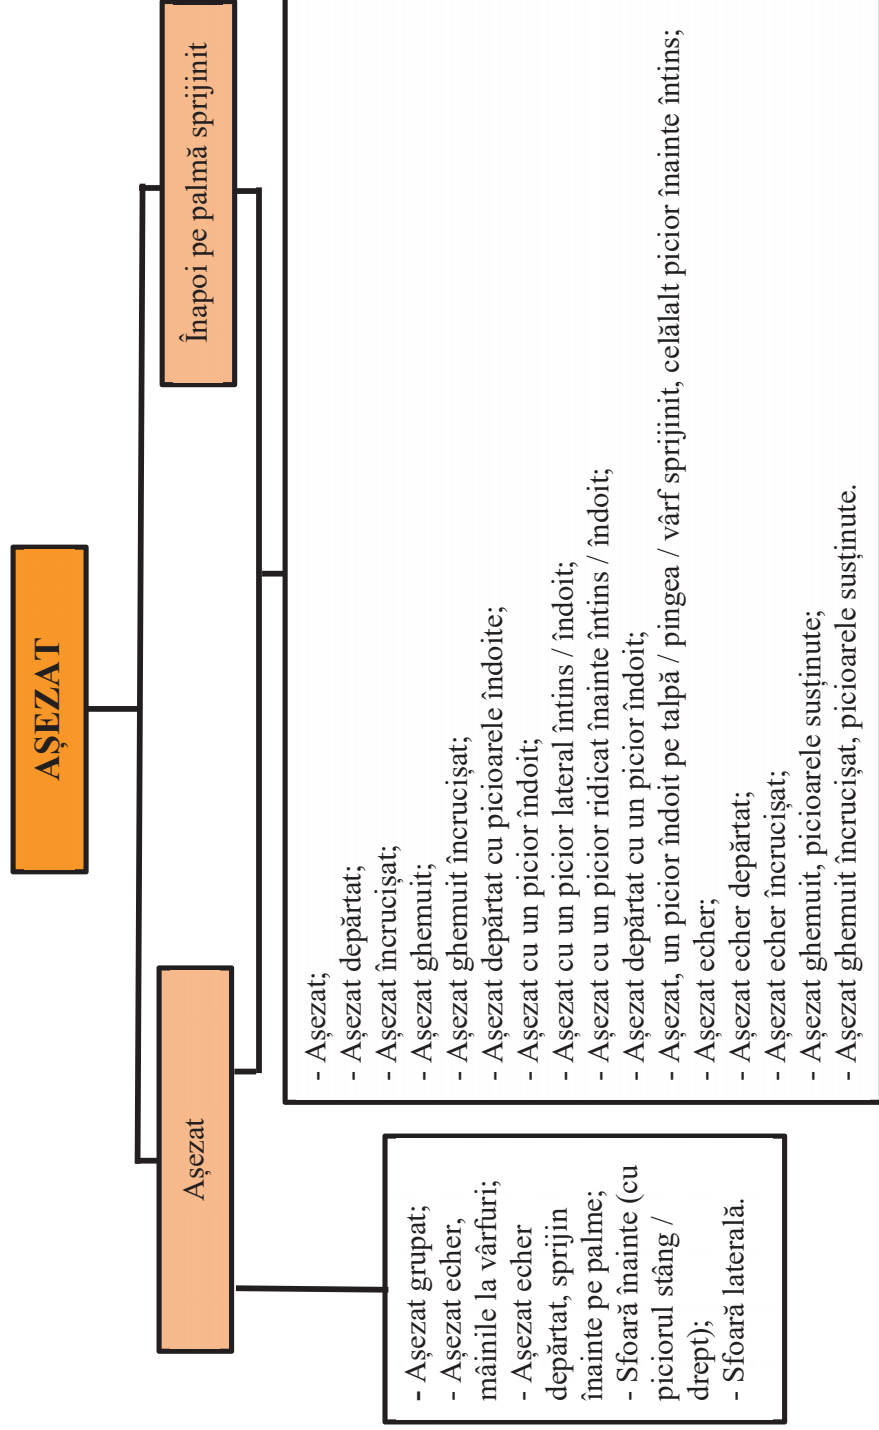 AȘEZAT
Așezat
Înapoi pe palmă sprijinit
- Așezat grupat;
- Așezat echer,
mâinile la vârfuri;
- Așezat echer
depărtat, sprijin
înainte pe palme;
- Sfoară înainte (cu
piciorul stâng /
drept);
- Sfoară laterală.
- Așezat;
- Așezat depărtat;
- Așezat încrucișat;
- Așezat ghemuit;
- Așezat ghemuit încrucișat;
- Așezat depărtat cu picioarele îndoite;
- Așezat cu un picior îndoit;
- Așezat cu un picior lateral întins / îndoit;
- Așezat cu un picior ridicat înainte întins / îndoit;
- Așezat depărtat cu un picior îndoit;
- Așezat, un picior îndoit pe talpă / pingea / vârf sprijinit, celălalt picior înainte întins;
- Așezat echer;
- Așezat echer depărtat;
- Așezat echer încrucișat;
- Așezat ghemuit, picioarele susținute;
- Așezat ghemuit încrucișat, picioarele susținute.